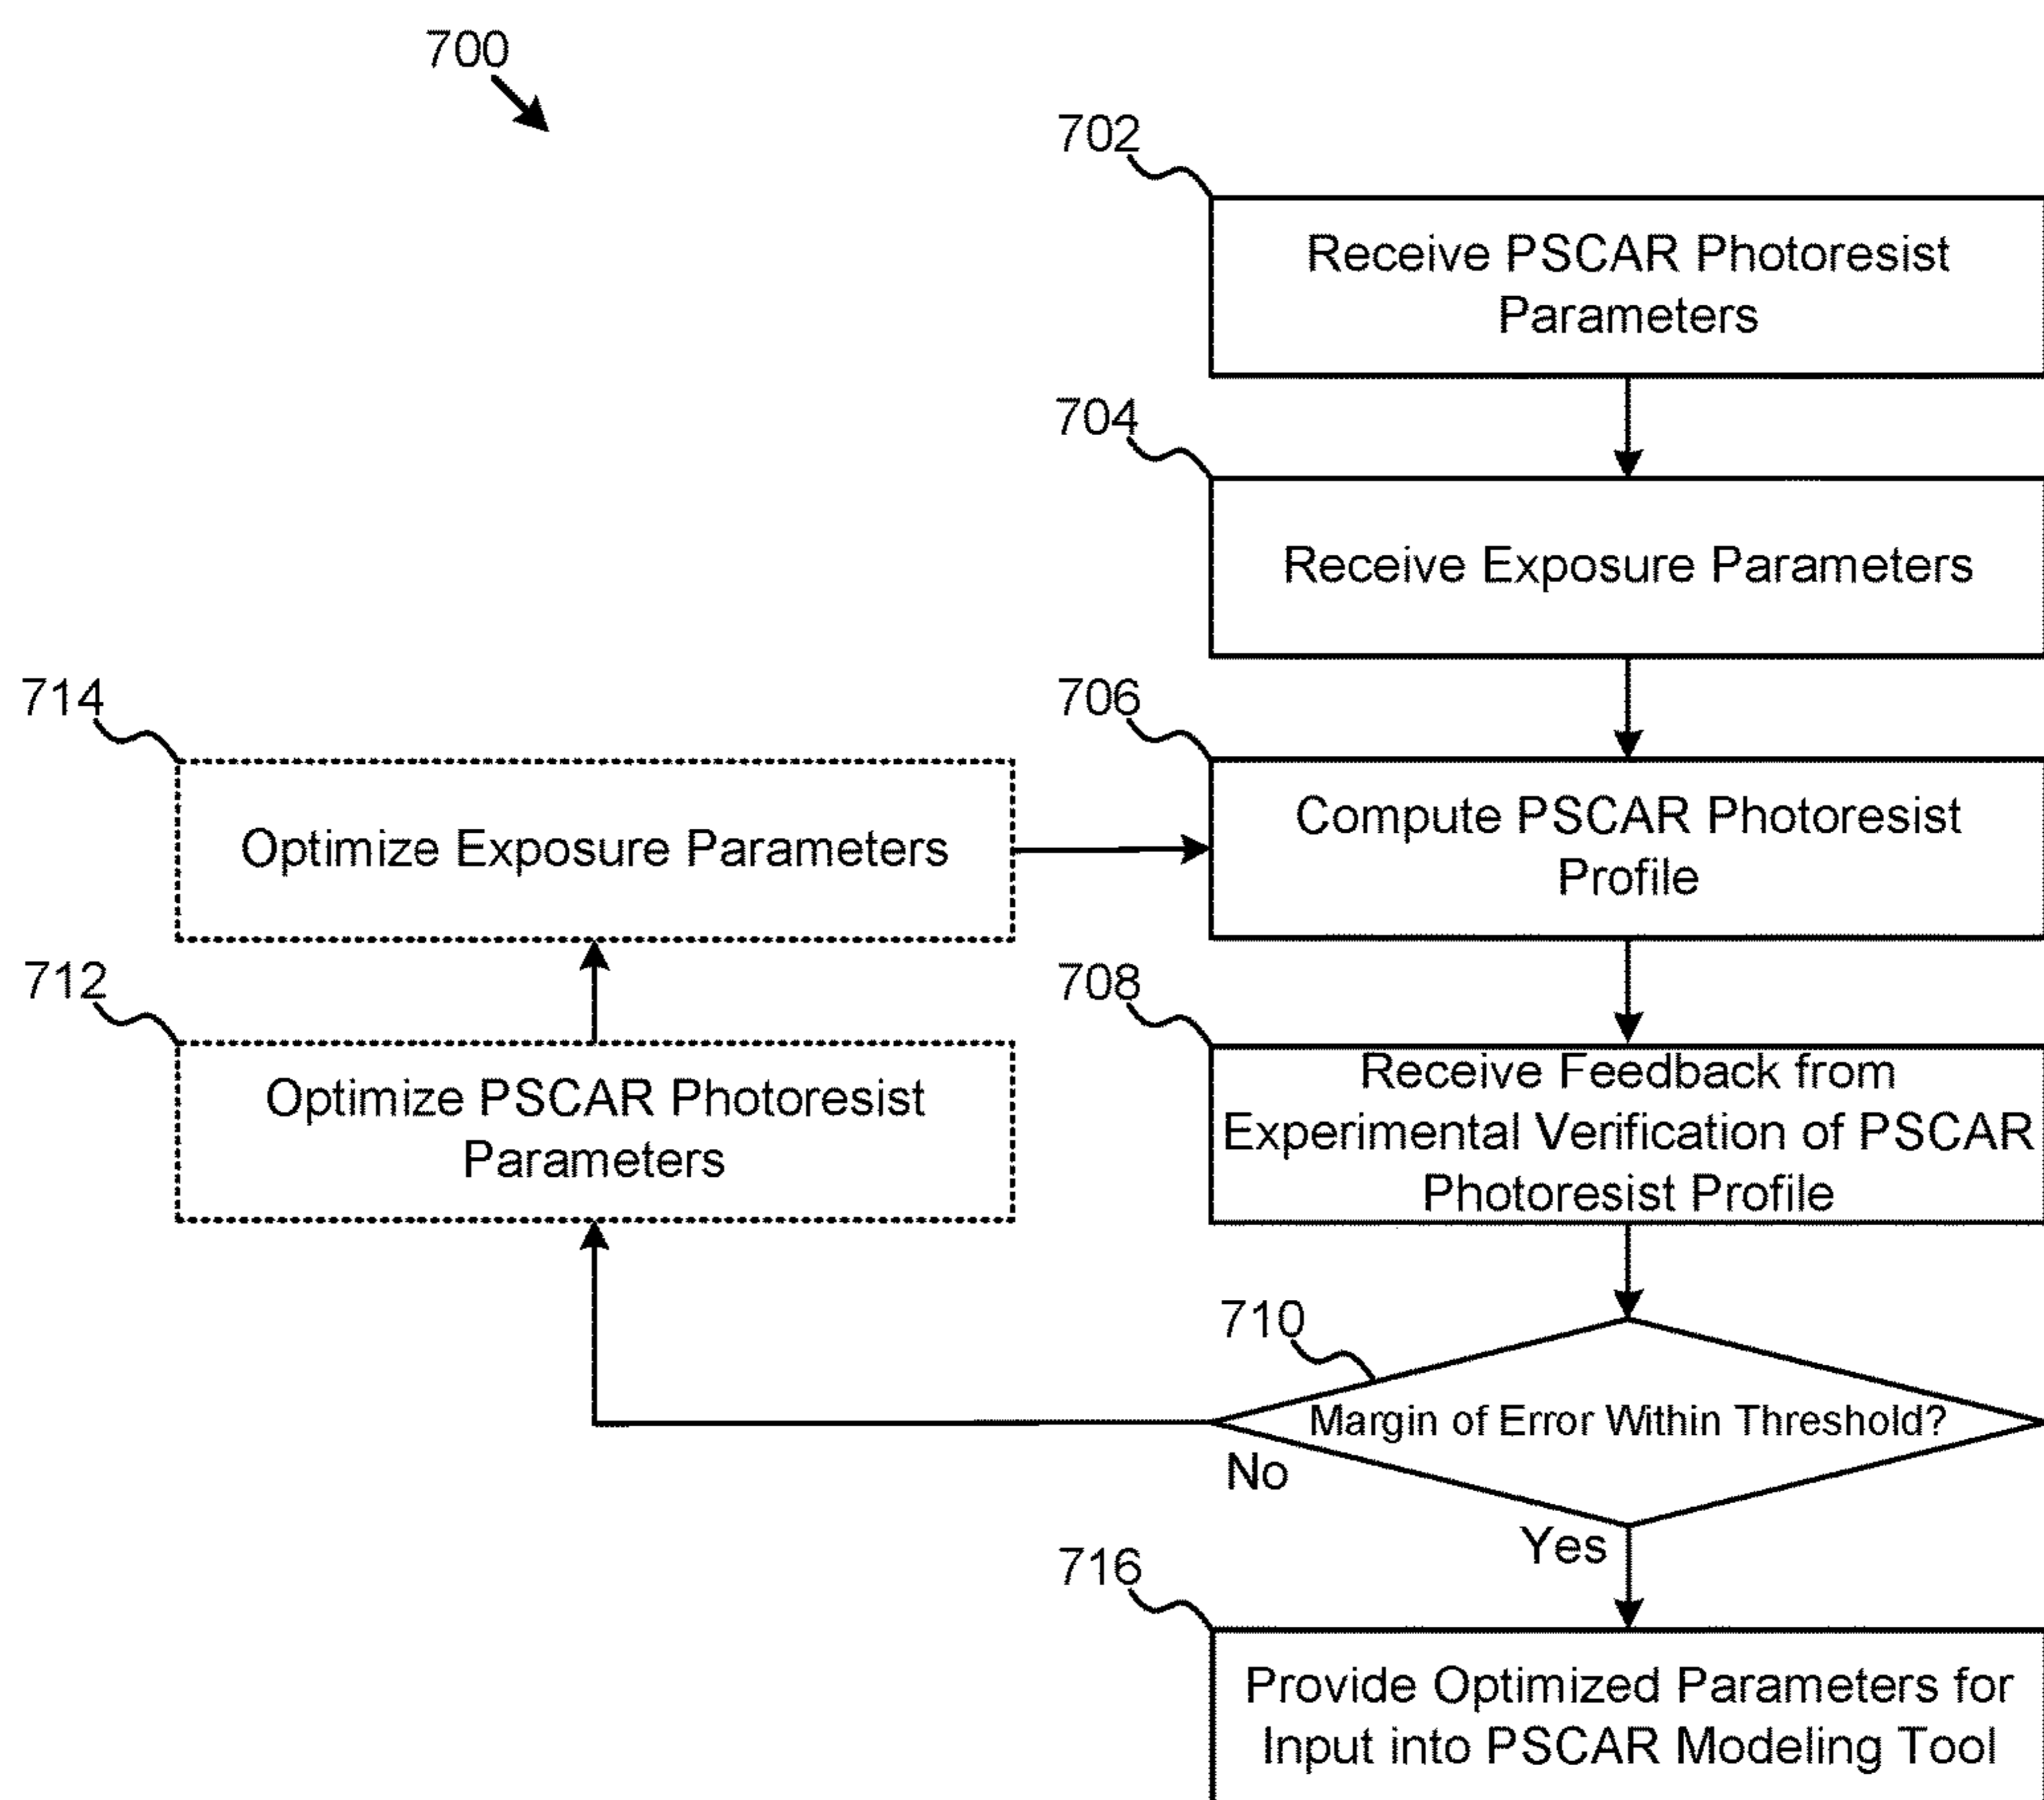 700
702
Receive PSCAR Photoresist
Parameters
704
Receive Exposure Parameters
714
706
Optimize Exposure Parameters
Compute PSCAR Photoresist
Profile
712
708
Optimize PSCAR Photoresist
Parameters
Receive Feedback from
Experimental Verification of PSCAR
Photoresist Profile
710
Margin of Error Within Threshold?
No
Yes
716
Provide Optimized Parameters for
Input into PSCAR Modeling Tool